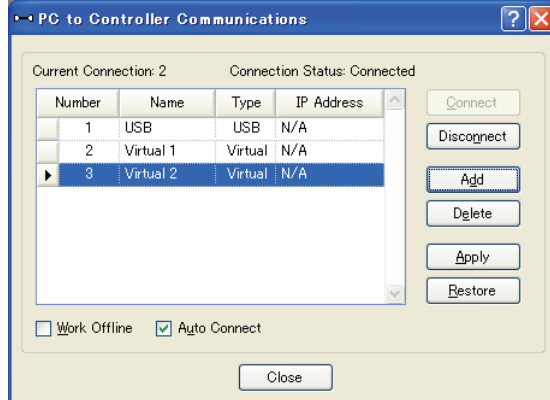 PC to Controller Communications
Current Connection: 2 Connection Status: Connected
Number Name Type IP Address
1 USB USB N/A
2 Virtual 1 Virtual N/A
3 Virtual 2 Virtual N/A
Connect
Disconnect
Add
Delete
Apply
Restore
Work Offline Auto Connect
Close